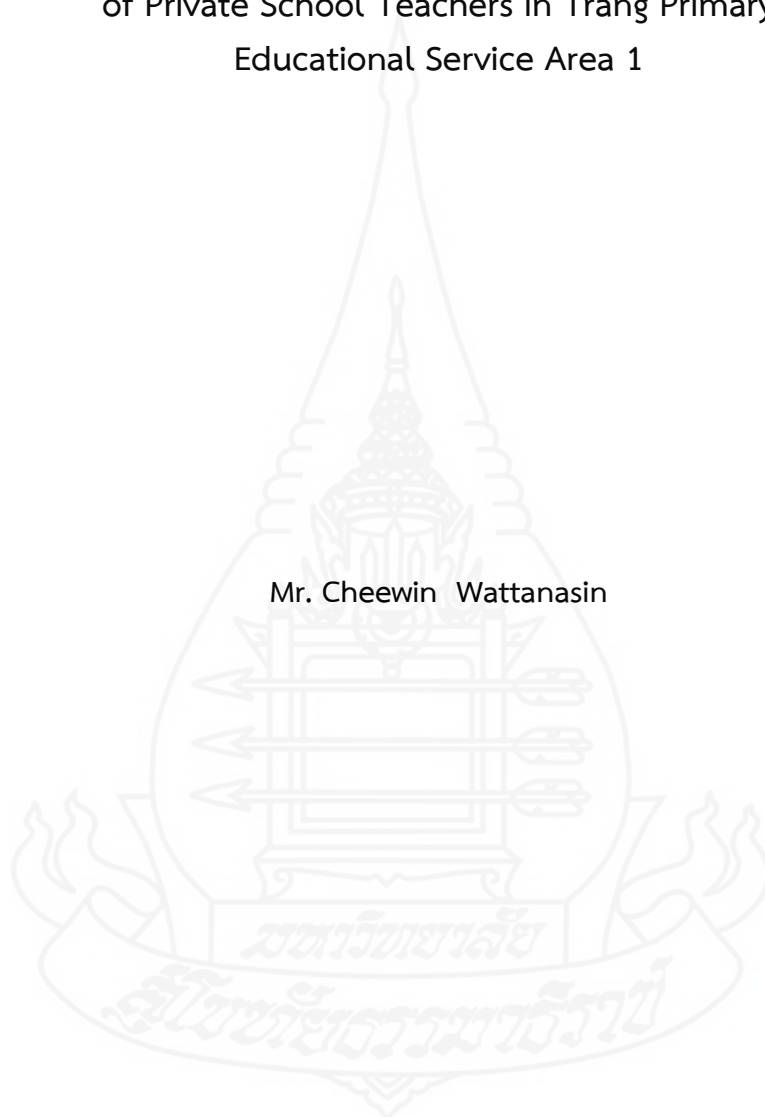 of Private School Teachers in Trang Primary
Educational Service Area 1
Mr. Cheewin Wattanasin
มหาวิทยาลัย
สุโขทัยธรรมาธิราช